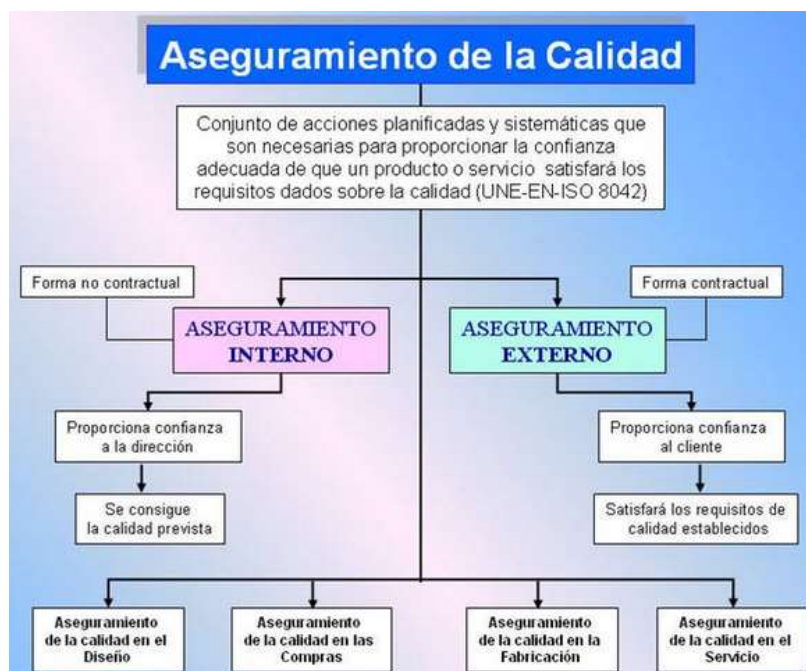 Aseguramiento de la Calidad
Conjunto de acciones planificadas y sistemáticas que
son necesarias para proporcionar la confianza
adecuada de que un producto o servicio satisfará los
requisitos dados sobre la calidad (UNE-EN-ISO 8042)
Forma no contractual
Forma contractual
ASEGURAMIENTO
INTERNO
ASEGURAMIENTO
EXTERNO
Proporciona confianza
a la dirección
Proporciona confianza
al cliente
Se consigue
la calidad prevista
Satisfará los requisitos de
calidad establecidos
Aseguramiento
de la calidad en el
Diseño
Aseguramiento
de la calidad en las
Compras
Aseguramiento
de la calidad en la
Fabricación
Aseguramiento
de la calidad en el
Servicio